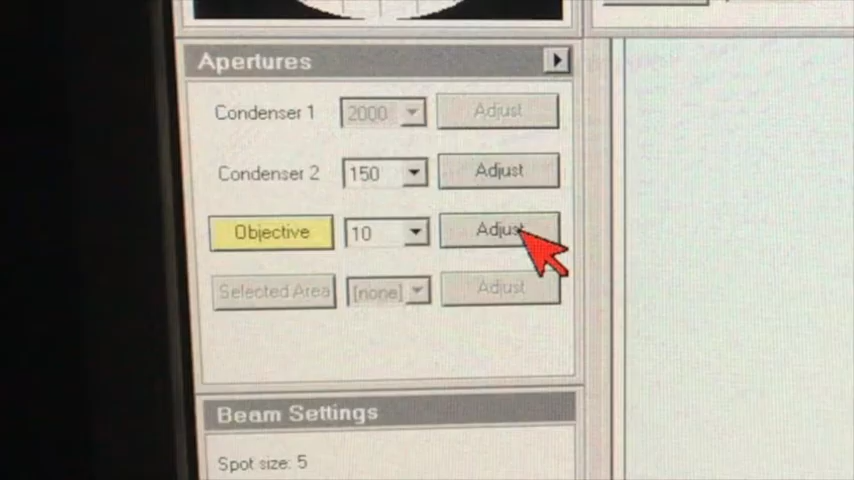 Apertures
Condenser 1 2000 Adjust
Condenser 2 150 Adjust
Objective 10 Adjust
Selected Area [none] Adjust
Beam Settings
Spot size: 5